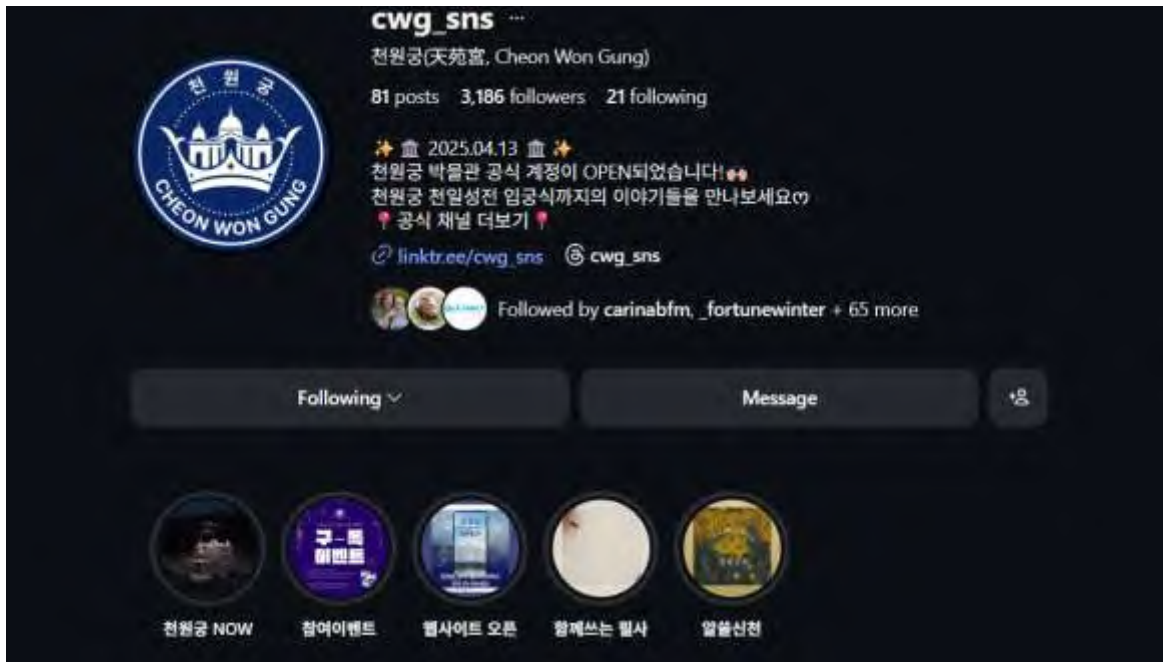 cwg_sns ...
천원궁(天苑宮, Cheon Won Gung)
81 posts 3,186 followers 21 following
천원궁
CHEON WON GUNG
✨ 🏛 2025.04.13 🏛 ✨
천원궁 박물관 공식 계정이 OPEN되었습니다!🙌🏻
천원궁 천일성전 입궁식까지의 이야기들을 만나보세요ෆ
📍공식 채널 더보기📍
linktr.ee/cwg_sns cwg_sns
Followed by carinabfm, _fortunewinter + 65 more
Following Message
구독
이벤트
천원궁 NOW 참여이벤트 웹사이트 오픈 함께쓰는 필사 알쓸신천